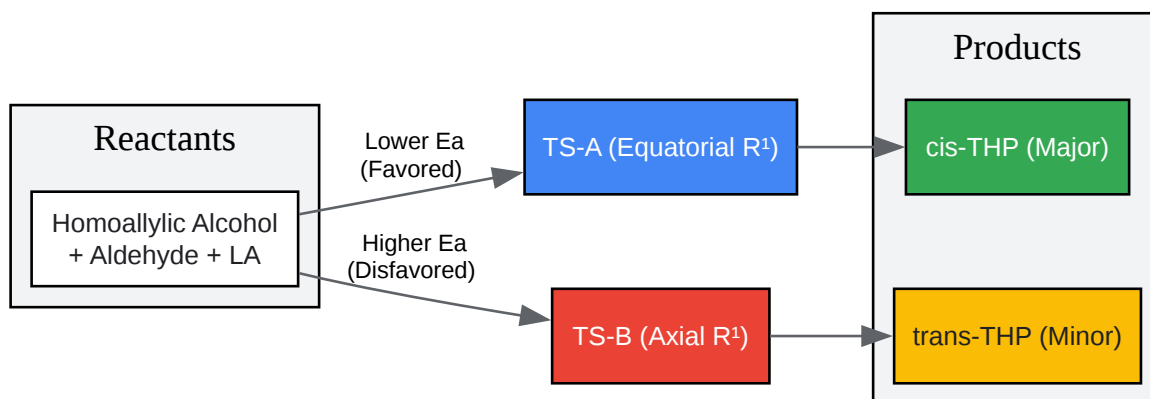 Reactants
Homoallylic Alcohol
+ Aldehyde + LA
Lower Ea
(Favored)
Higher Ea
(Disfavored)
TS-A (Equatorial R¹)
TS-B (Axial R¹)
Products
cis-THP (Major)
trans-THP (Minor)